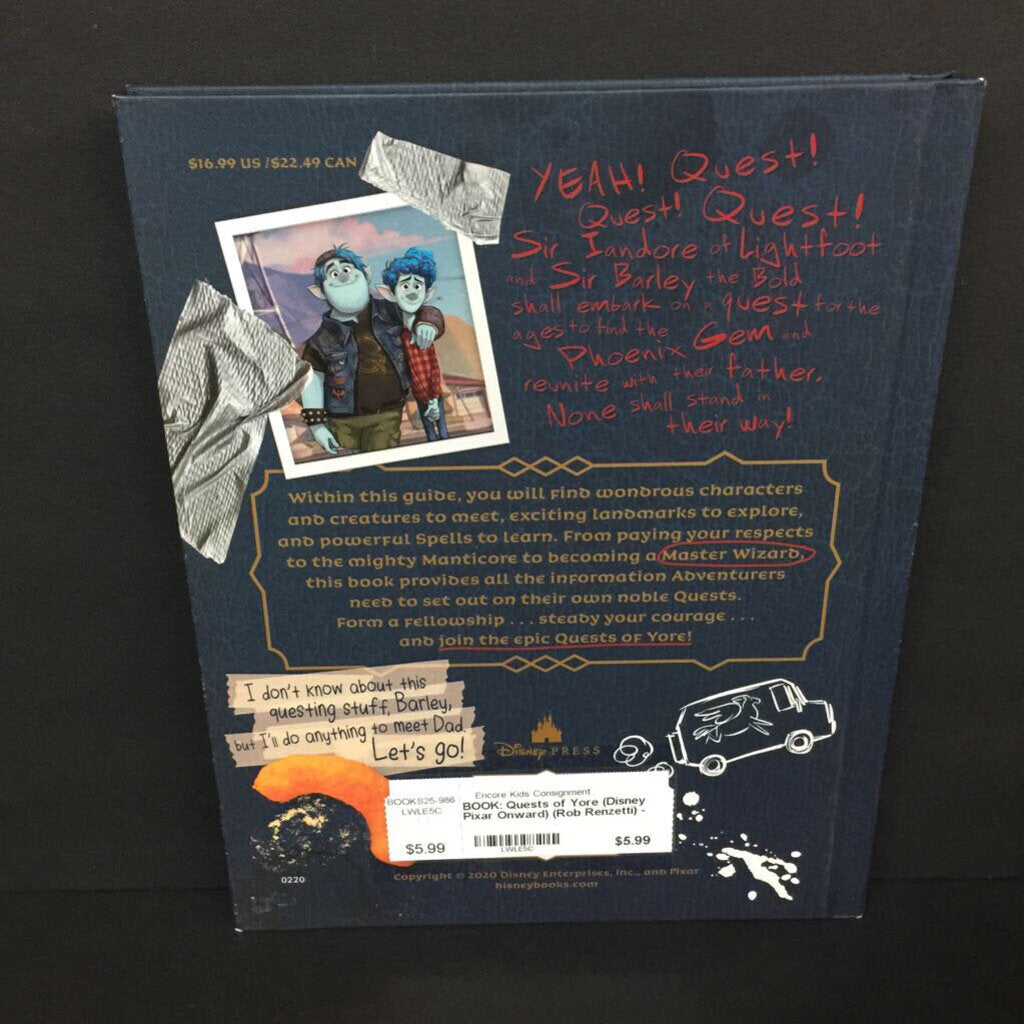 $16.99 US / $22.49 CAN
YEAH! Quest!
Quest! Quest!
Sir Iandore of Lightfoot
and Sir Barley the Bold
shall embark on a quest for the
ages to find the Gem and
Phoenix
reunite with their father.
None shall stand in
their way!
Within this guide, you will find wondrous characters
and creatures to meet, exciting landmarks to explore,
and powerful Spells to learn. From paying your respects
to the mighty Manticore to becoming a Master Wizard,
this book provides all the information Adventurers
need to set out on their own noble Quests.
Form a fellowship . . . steady your courage . . .
and join the epic Quests of Yore!
I don't know about this
questing stuff, Barley,
but I'll do anything to meet Dad.
Let's go!
Disney PRESS
BOOKS25-986
LWLE5C
$5.99
Encore Kids Consignment
BOOK: Quests of Yore (Disney
Pixar Onward) (Rob Renzetti) -
LWLE5C
$5.99
0220
Copyright © 2020 Disney Enterprises, Inc., and Pixar
disneybooks.com